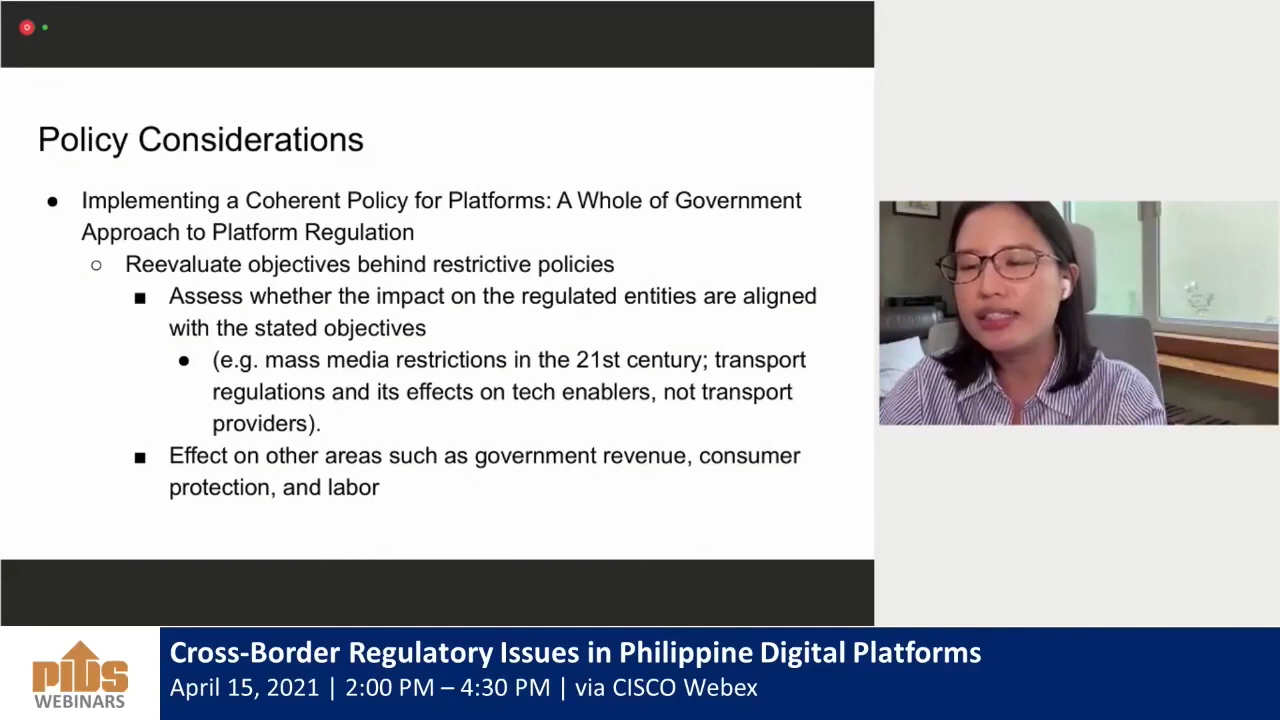 Policy Considerations
● Implementing a Coherent Policy for Platforms: A Whole of Government
Approach to Platform Regulation
○ Reevaluate objectives behind restrictive policies
■ Assess whether the impact on the regulated entities are aligned
with the stated objectives
● (e.g. mass media restrictions in the 21st century; transport
regulations and its effects on tech enablers, not transport
providers).
■ Effect on other areas such as government revenue, consumer
protection, and labor
PIDS
WEBINARS
Cross-Border Regulatory Issues in Philippine Digital Platforms
April 15, 2021 | 2:00 PM – 4:30 PM | via CISCO Webex